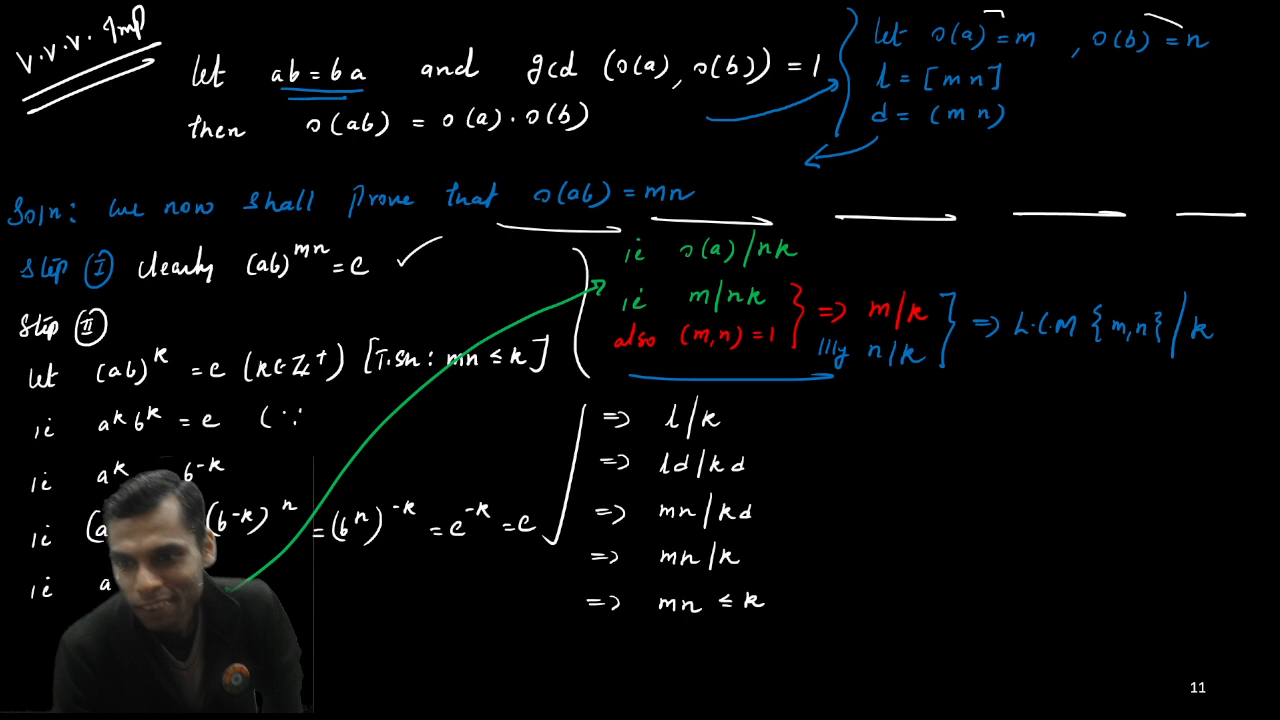 V.V.V. Imp
let ab = ba and gcd (o(a), o(b)) = 1
then o(ab) = o(a) · o(b)
let o(a) = m , o(b) = n
l = [m n]
d = (m n)
Soln: we now shall prove that o(ab) = mn
Step (I) clearly (ab)^mn = e ✓
Step (II)
let (ab)^k = e (k ∈ Z^+) [T.Sh : mn ≤ k]
ie a^k b^k = e (∵
ie a^k b^-k
ie (a (b^-k)^n = (b^n)^-k = e^-k = e
ie a
ie o(a)/nk
ie m/nk
also (m,n) = 1 } => m/k
llly n/k ] => L.C.M {m,n} / k
=> l/k
=> ld/kd
=> mn/kd
=> mn/k
=> mn ≤ k
11